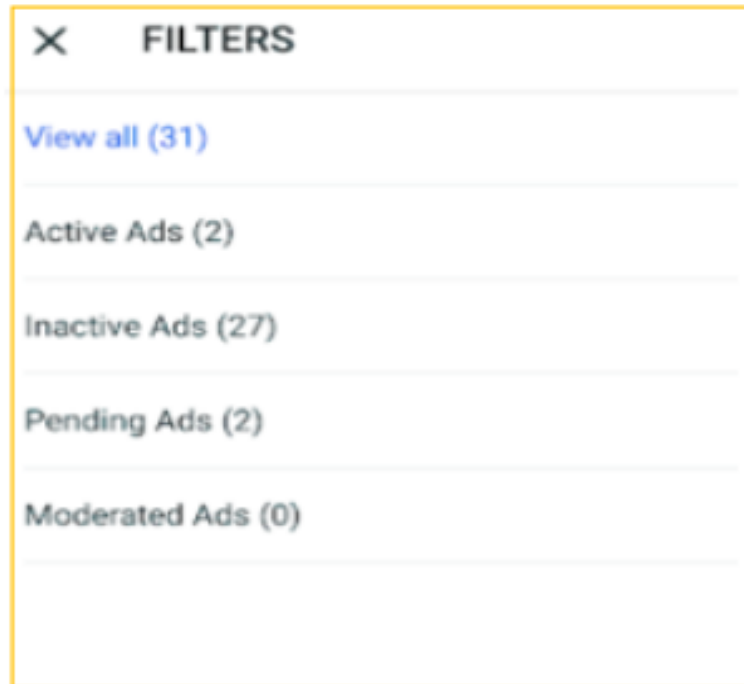 FILTERS
View all (31)
Active Ads (2)
Inactive Ads (27)
Pending Ads (2)
Moderated Ads (0)